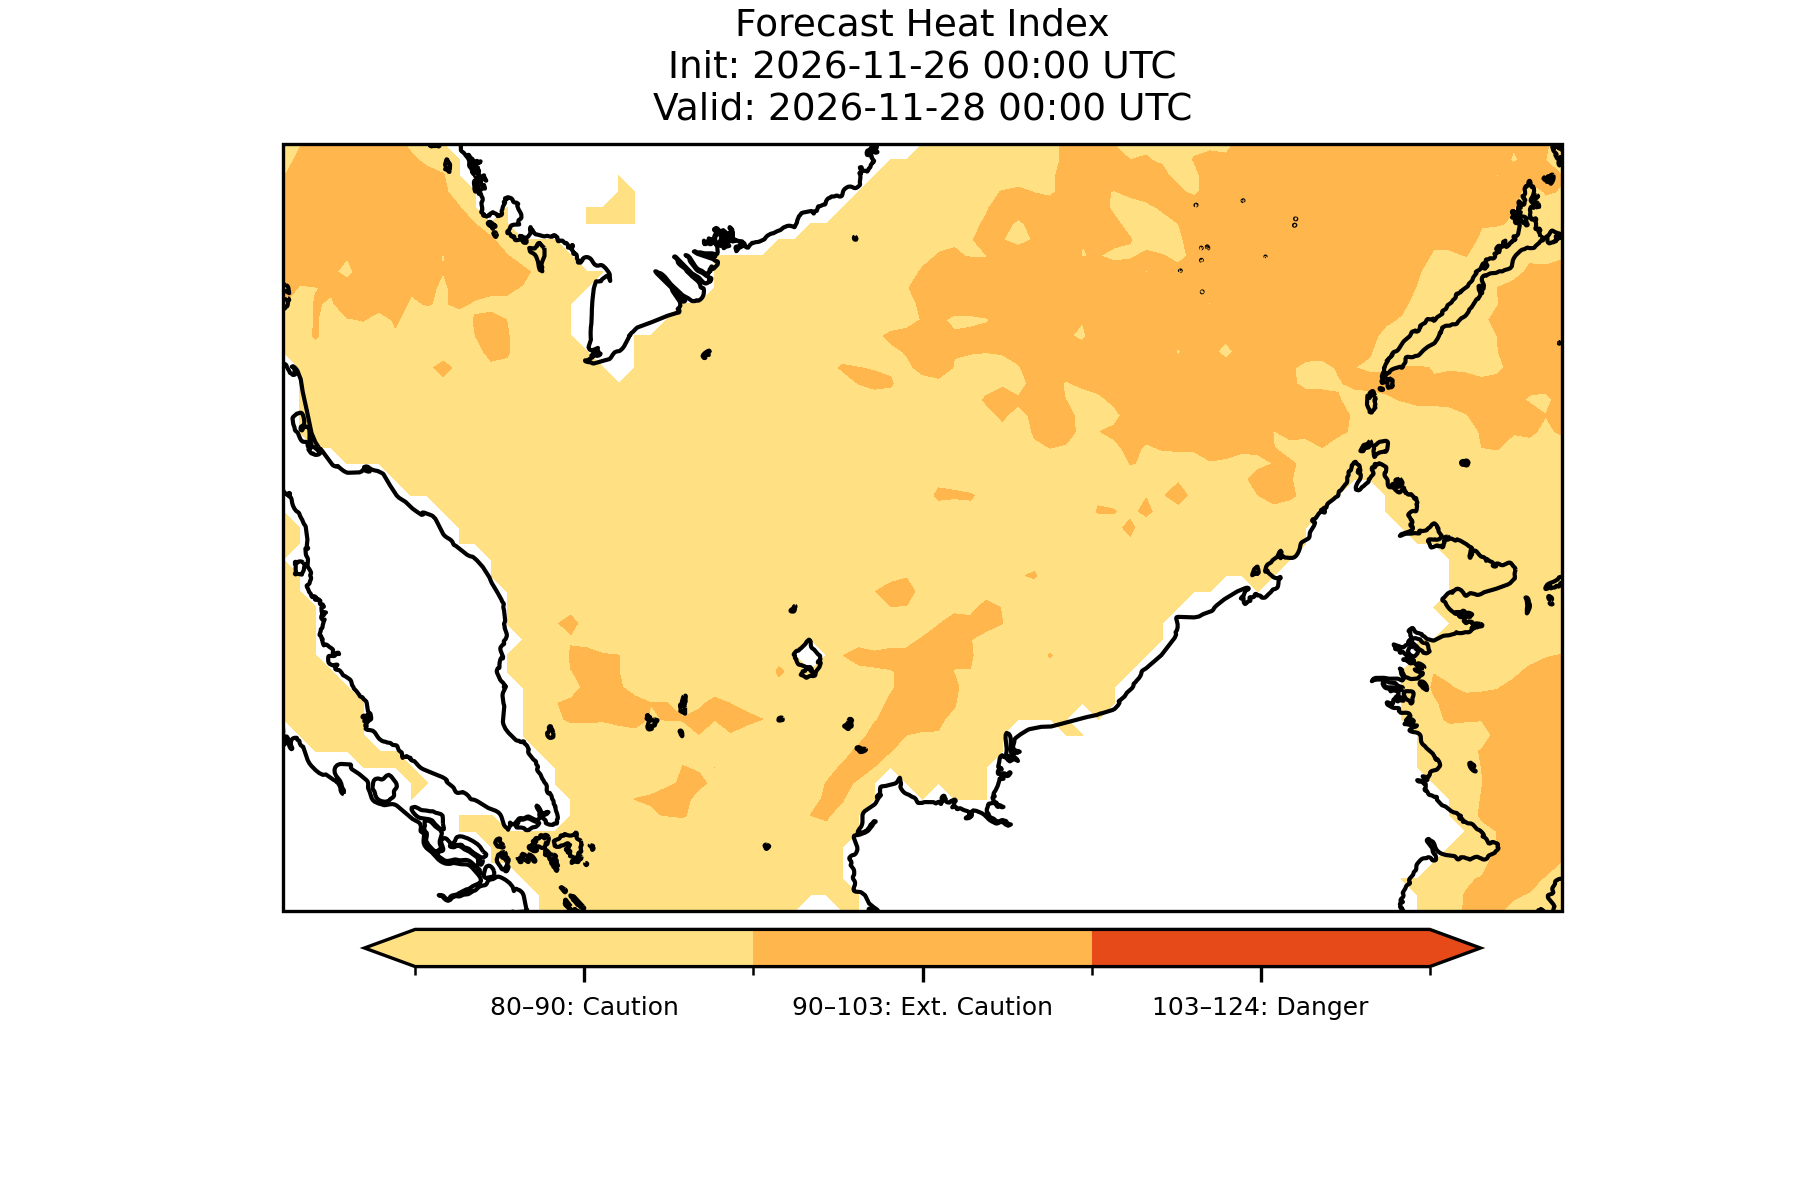 Forecast Heat Index
Init: 2026-11-26 00:00 UTC
Valid: 2026-11-28 00:00 UTC
80–90: Caution
90–103: Ext. Caution
103–124: Danger